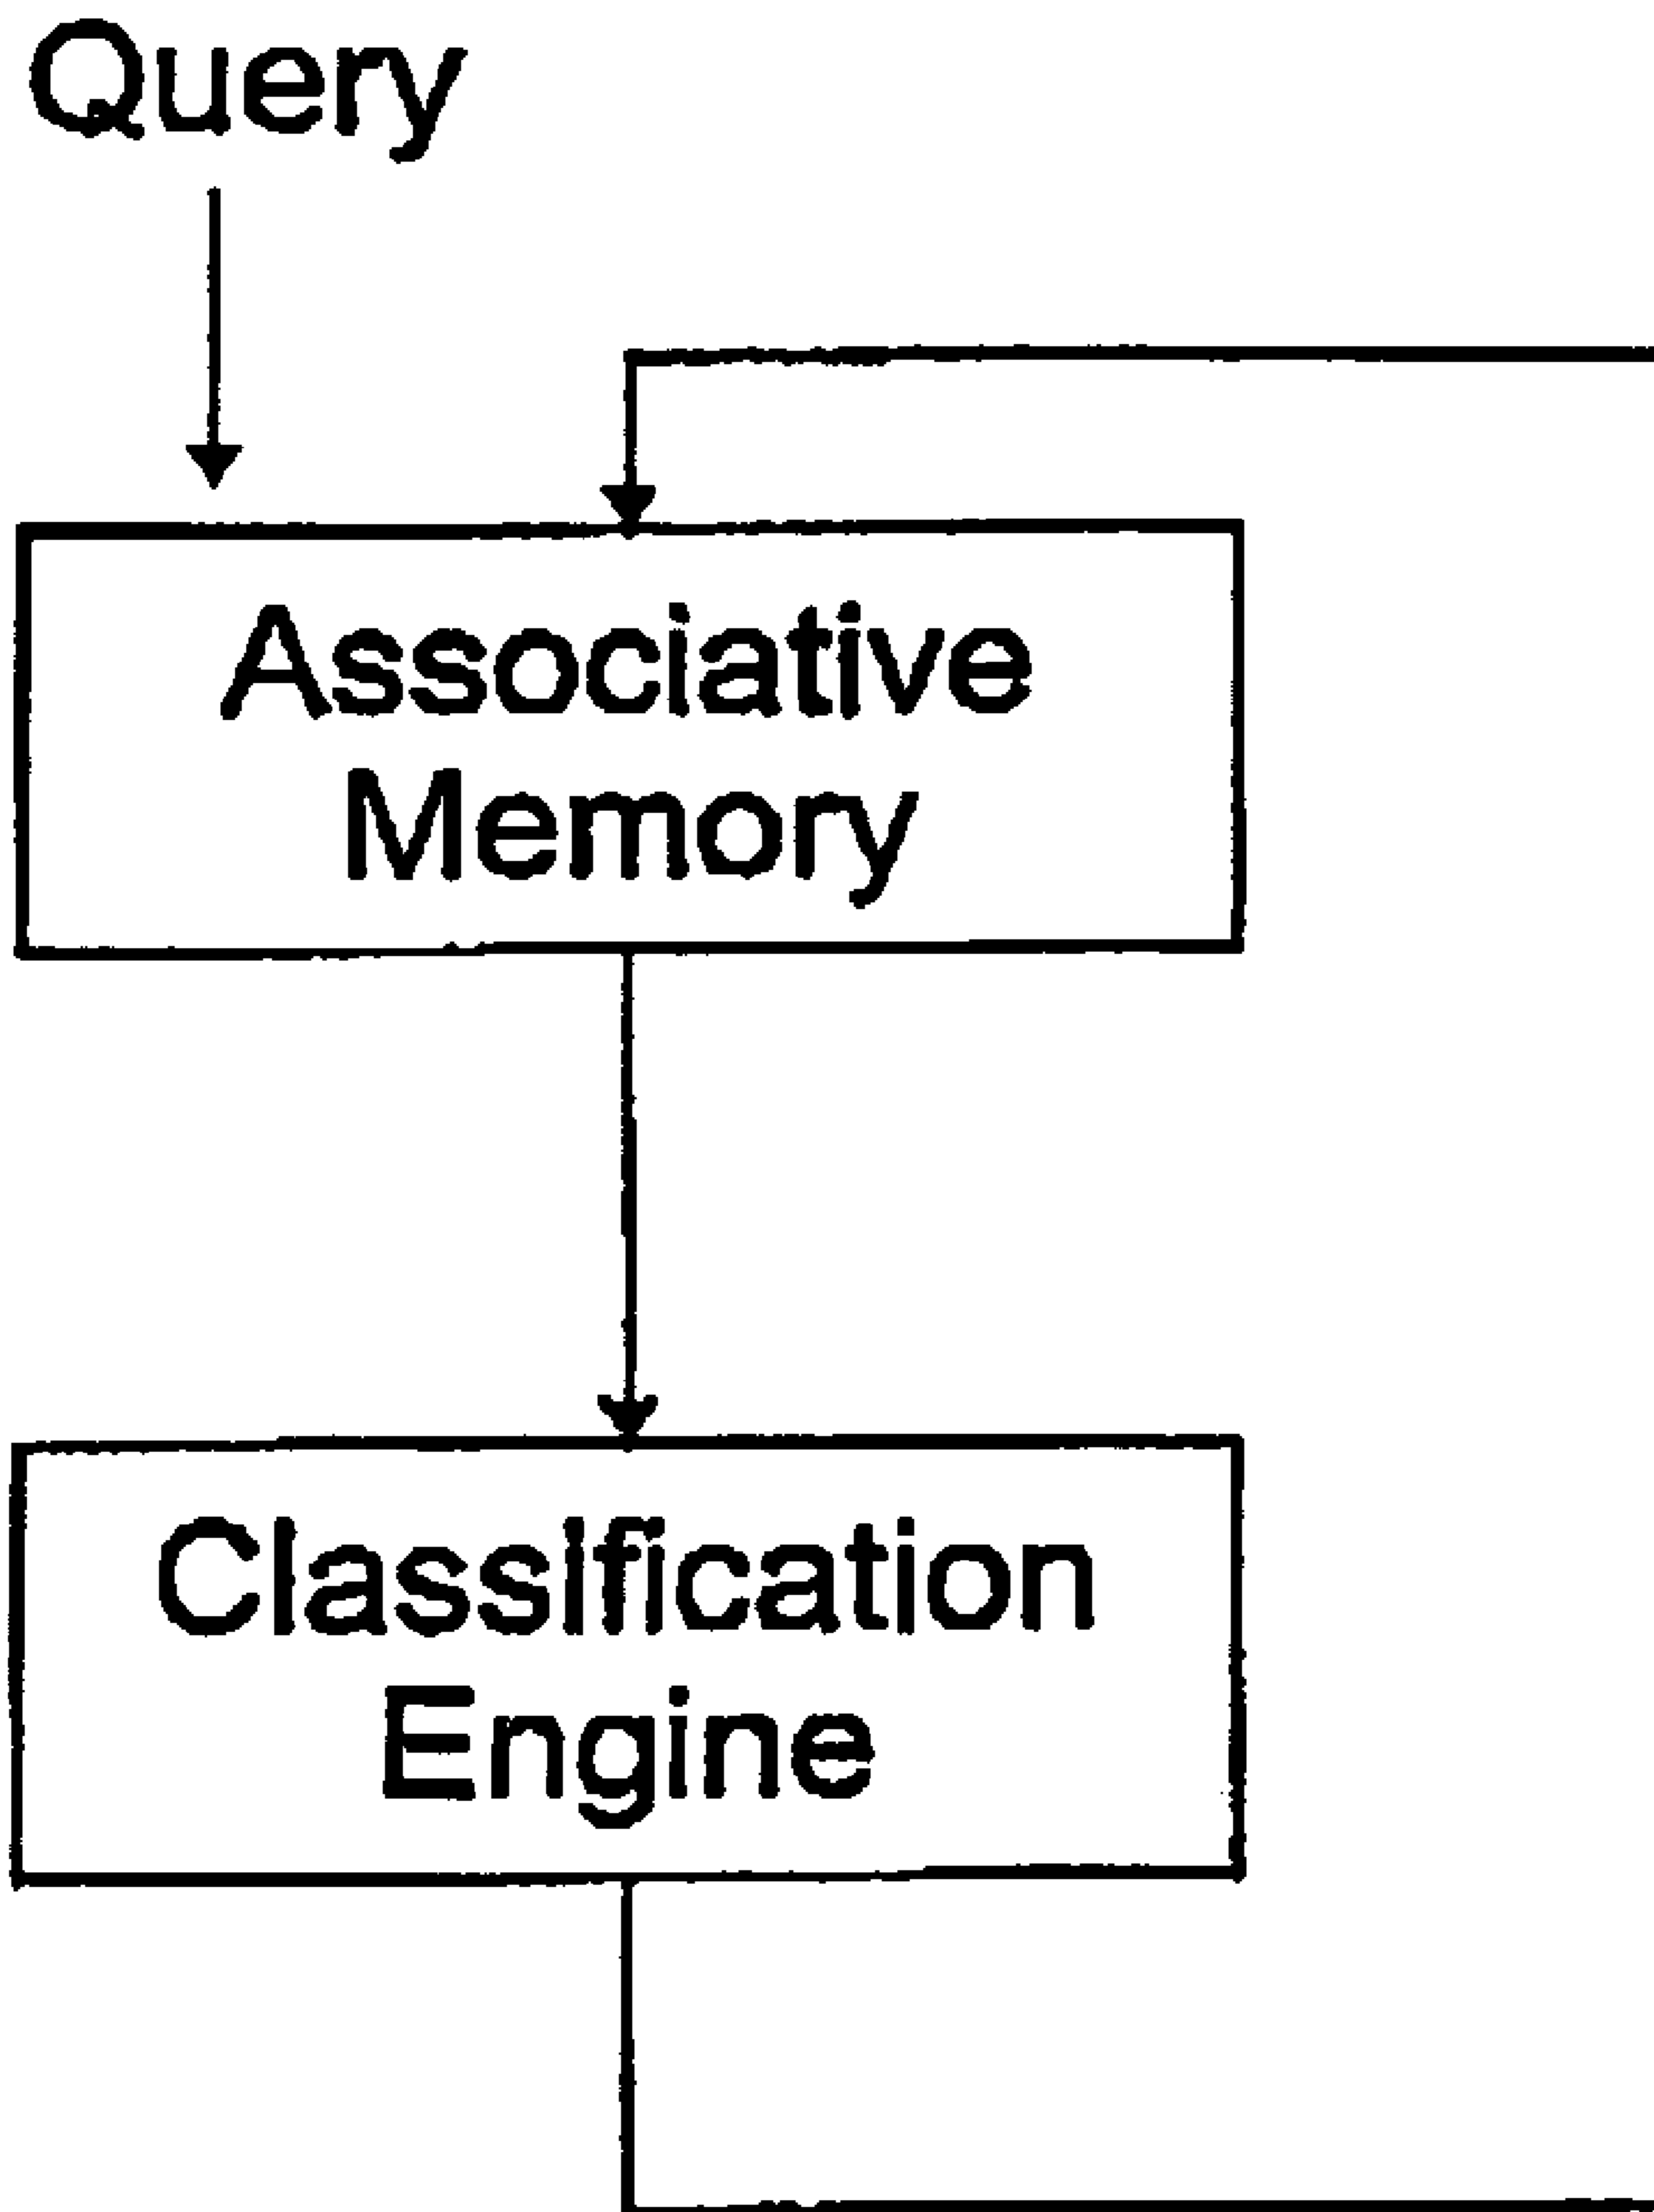 Query
Associative
Memory
Classification
Engine